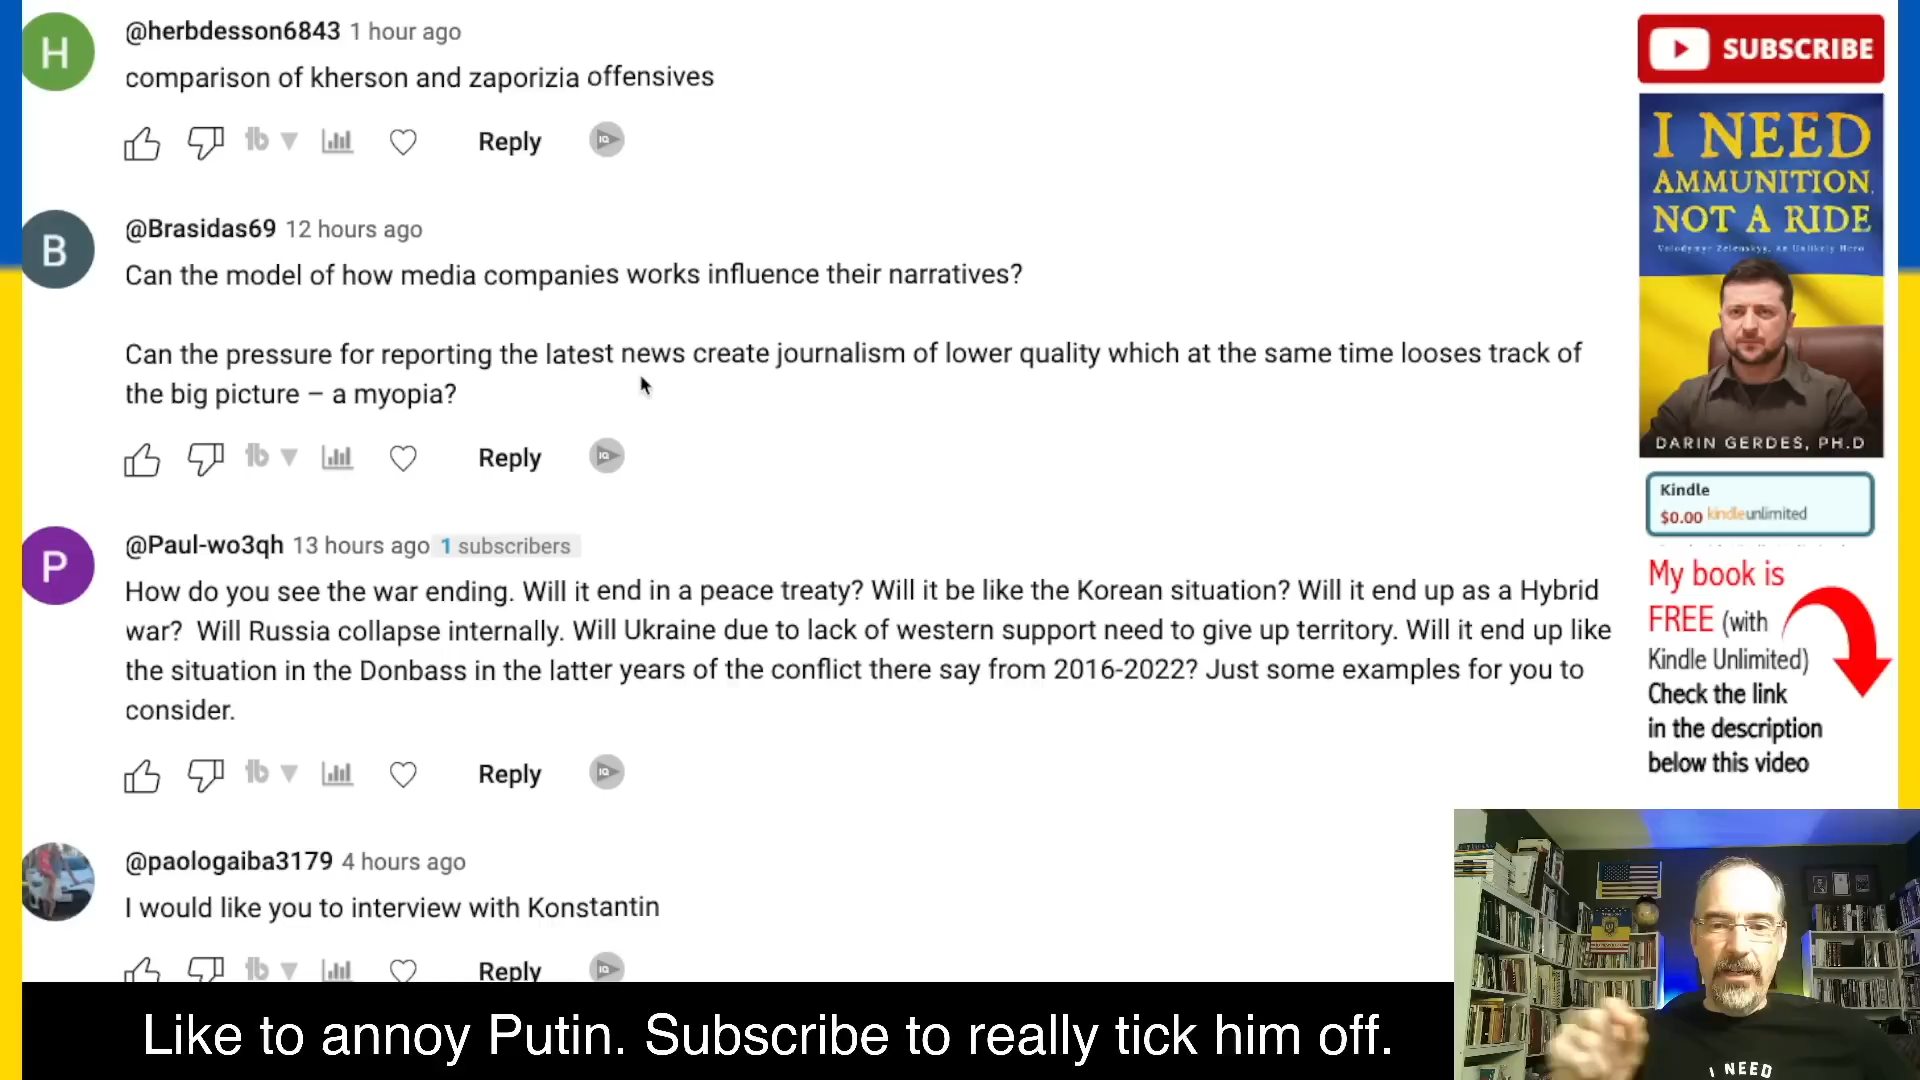 H
@herbdesson6843 1 hour ago
comparison of kherson and zaporizia offensives
Reply
B
@Brasidas69 12 hours ago
Can the model of how media companies works influence their narratives?
Can the pressure for reporting the latest news create journalism of lower quality which at the same time looses track of
the big picture – a myopia?
Reply
P
@Paul-wo3qh 13 hours ago 1 subscribers
How do you see the war ending. Will it end in a peace treaty? Will it be like the Korean situation? Will it end up as a Hybrid
war?  Will Russia collapse internally. Will Ukraine due to lack of western support need to give up territory. Will it end up like
the situation in the Donbass in the latter years of the conflict there say from 2016-2022? Just some examples for you to
consider.
Reply
@paologaiba3179 4 hours ago
I would like you to interview with Konstantin
Reply
SUBSCRIBE
I NEED
AMMUNITION,
NOT A RIDE
Volodymyr Zelenskyy, An Unlikely Hero
DARIN GERDES, PH.D
Kindle
$0.00 kindleunlimited
My book is
FREE (with
Kindle Unlimited)
Check the link
in the description
below this video
I NEED
Like to annoy Putin. Subscribe to really tick him off.